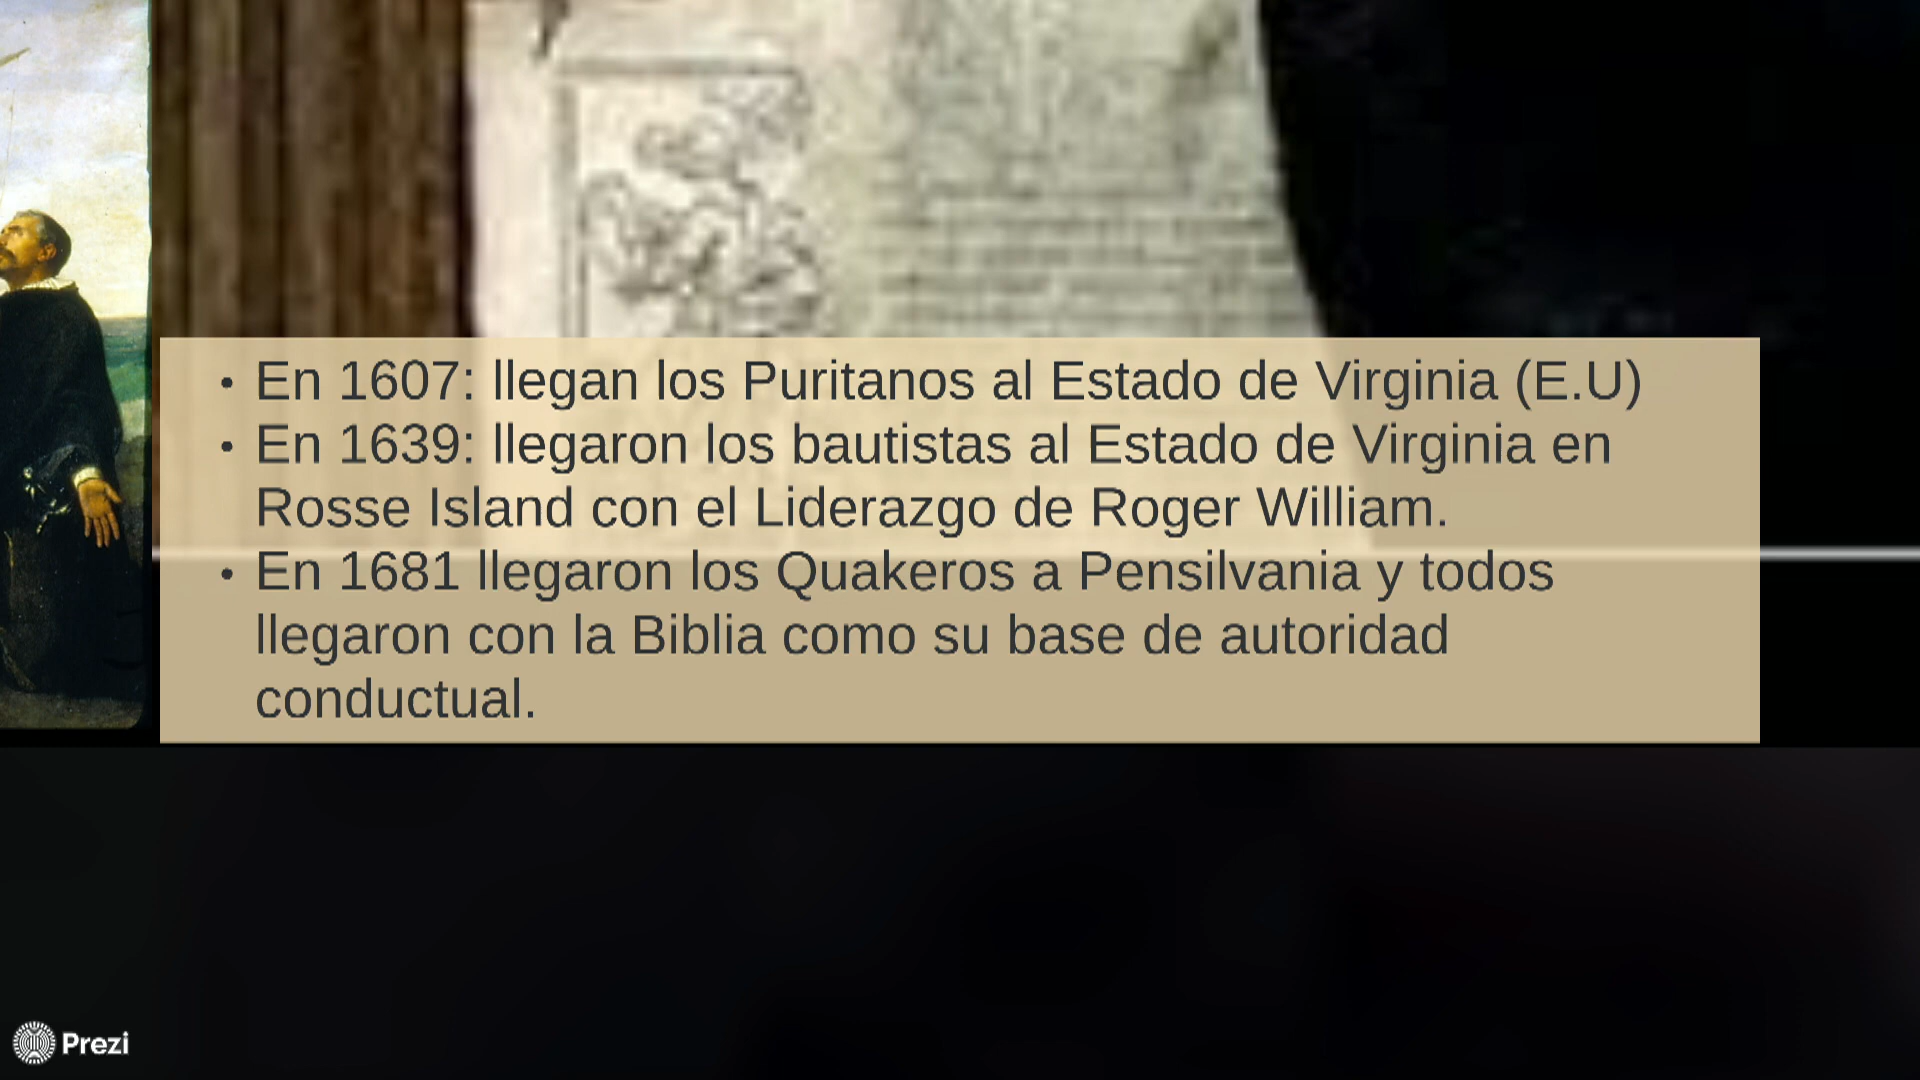 • En 1607: llegan los Puritanos al Estado de Virginia (E.U)
• En 1639: llegaron los bautistas al Estado de Virginia en
Rosse Island con el Liderazgo de Roger William.
• En 1681 llegaron los Quakeros a Pensilvania y todos
llegaron con la Biblia como su base de autoridad
conductual.
Prezi